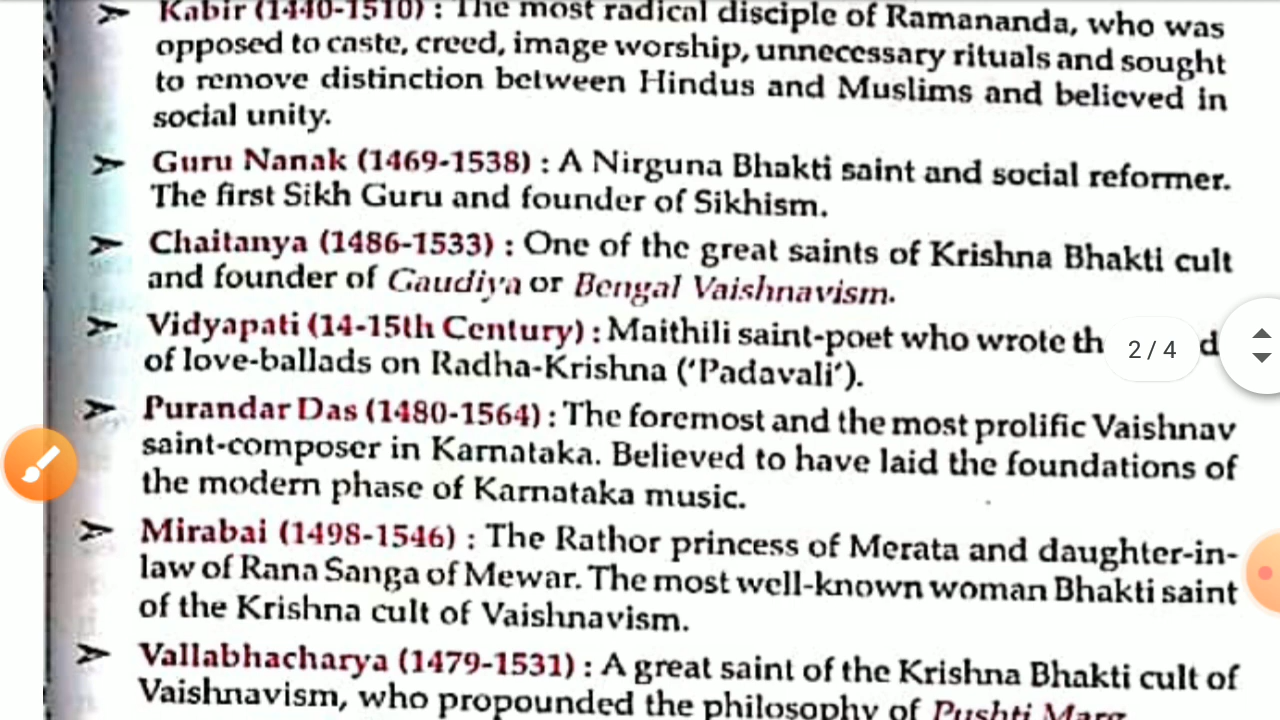 Kabir (1440-1510) : The most radical disciple of Ramananda, who was
opposed to caste, creed, image worship, unnecessary rituals and sought
to remove distinction between Hindus and Muslims and believed in
social unity.
Guru Nanak (1469-1538) : A Nirguna Bhakti saint and social reformer.
The first Sikh Guru and founder of Sikhism.
Chaitanya (1486-1533) : One of the great saints of Krishna Bhakti cult
and founder of Gaudiya or Bengal Vaishnavism.
Vidyapati (14-15th Century) : Maithili saint-poet who wrote
2 / 4
of love-ballads on Radha-Krishna ('Padavali').
Purandar Das (1480-1564) : The foremost and the most prolific Vaishnav
saint-composer in Karnataka. Believed to have laid the foundations of
the modern phase of Karnataka music.
Mirabai (1498-1546) : The Rathor princess of Merata and daughter-in-
law of Rana Sanga of Mewar. The most well-known woman Bhakti saint
of the Krishna cult of Vaishnavism.
Vallabhacharya (1479-1531) : A great saint of the Krishna Bhakti cult of
Vaishnavism, who propounded the philosophy of Pushti Marg